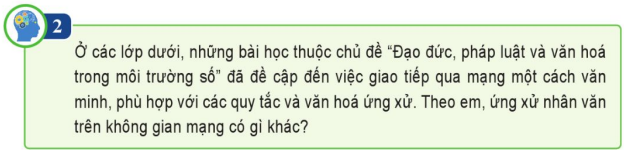 2
Ở các lớp dưới, những bài học thuộc chủ đề “Đạo đức, pháp luật và văn hoá
trong môi trường số” đã đề cập đến việc giao tiếp qua mạng một cách văn
minh, phù hợp với các quy tắc và văn hoá ứng xử. Theo em, ứng xử nhân văn
trên không gian mạng có gì khác?